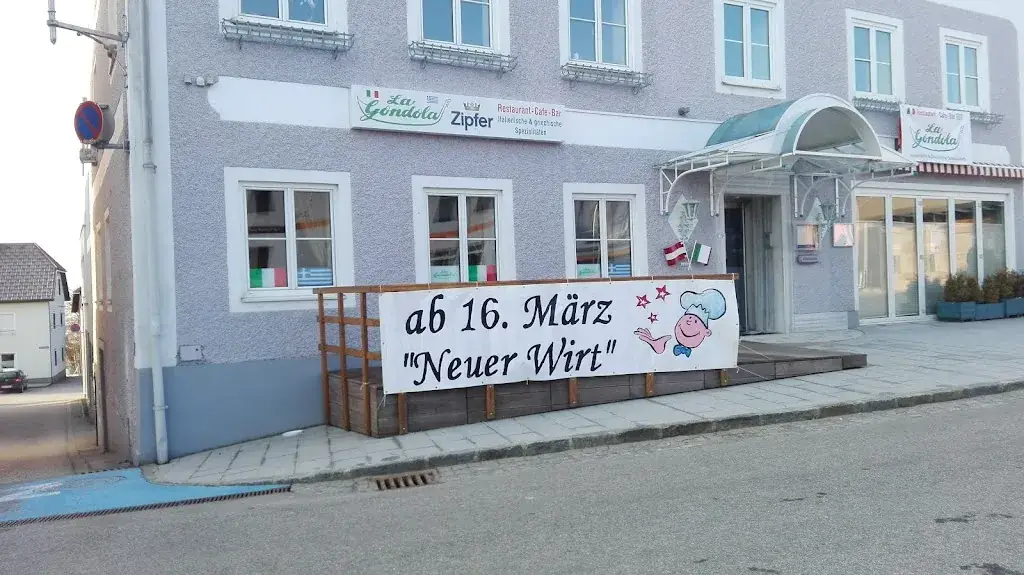 La Gondola
Zipfer
Restaurant-Cafe-Bar
Italienische & griechische
Spezialitäten
La Gondola
ab 16. März
"Neuer Wirt"